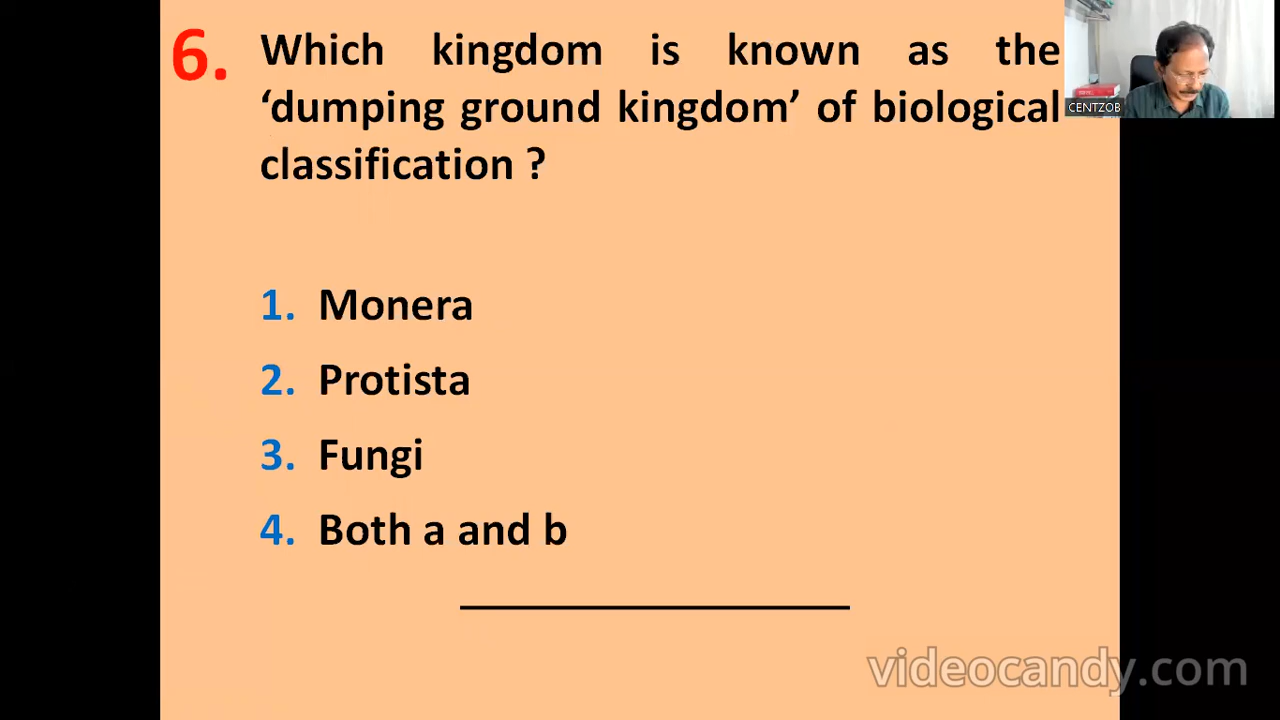 6. Which kingdom is known as the
‘dumping ground kingdom’ of biological
classification ?
CENTZOB
1. Monera
2. Protista
3. Fungi
4. Both a and b
videocandy.com